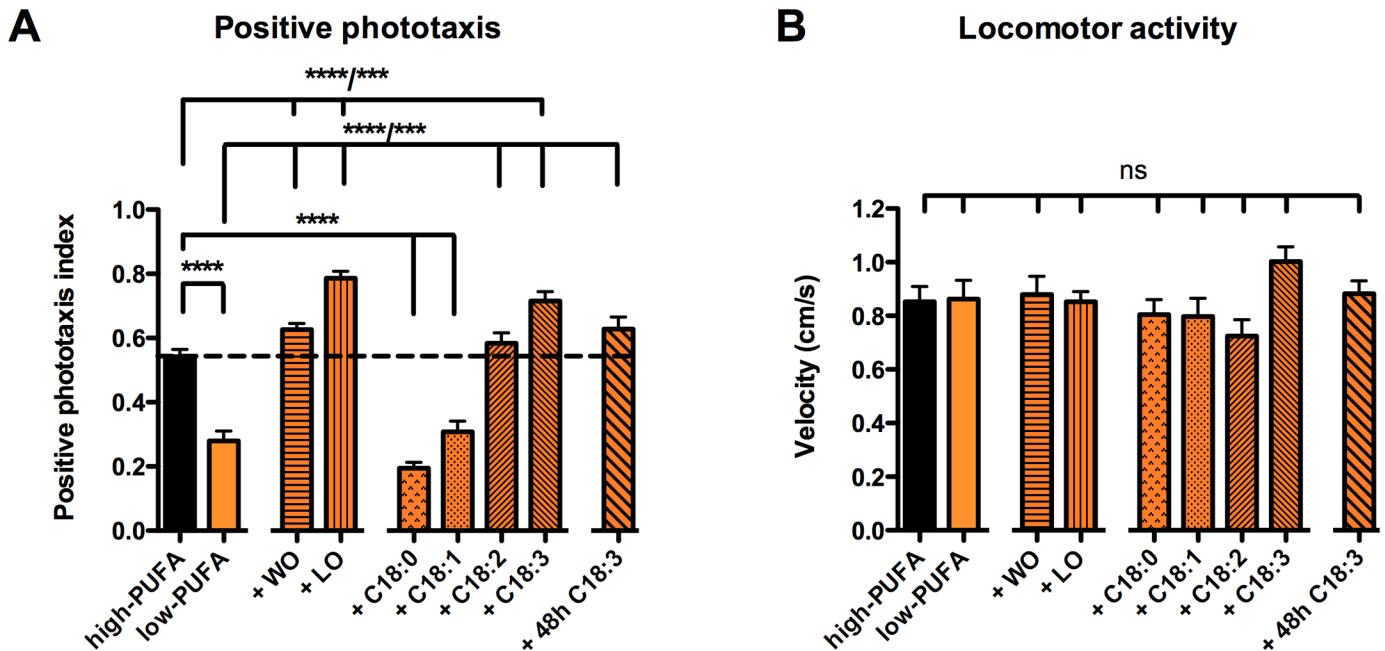 A
Positive phototaxis
****/***
****/***
****
****
Positive phototaxis index
1.0
0.8
0.6
0.4
0.2
0.0
high-PUFA
low-PUFA
+ WO
+ LO
+ C18:0
+ C18:1
+ C18:2
+ C18:3
+ 48h C18:3
B
Locomotor activity
ns
Velocity (cm/s)
1.2
1.0
0.8
0.6
0.4
0.2
0.0
high-PUFA
low-PUFA
+ WO
+ LO
+ C18:0
+ C18:1
+ C18:2
+ C18:3
+ 48h C18:3